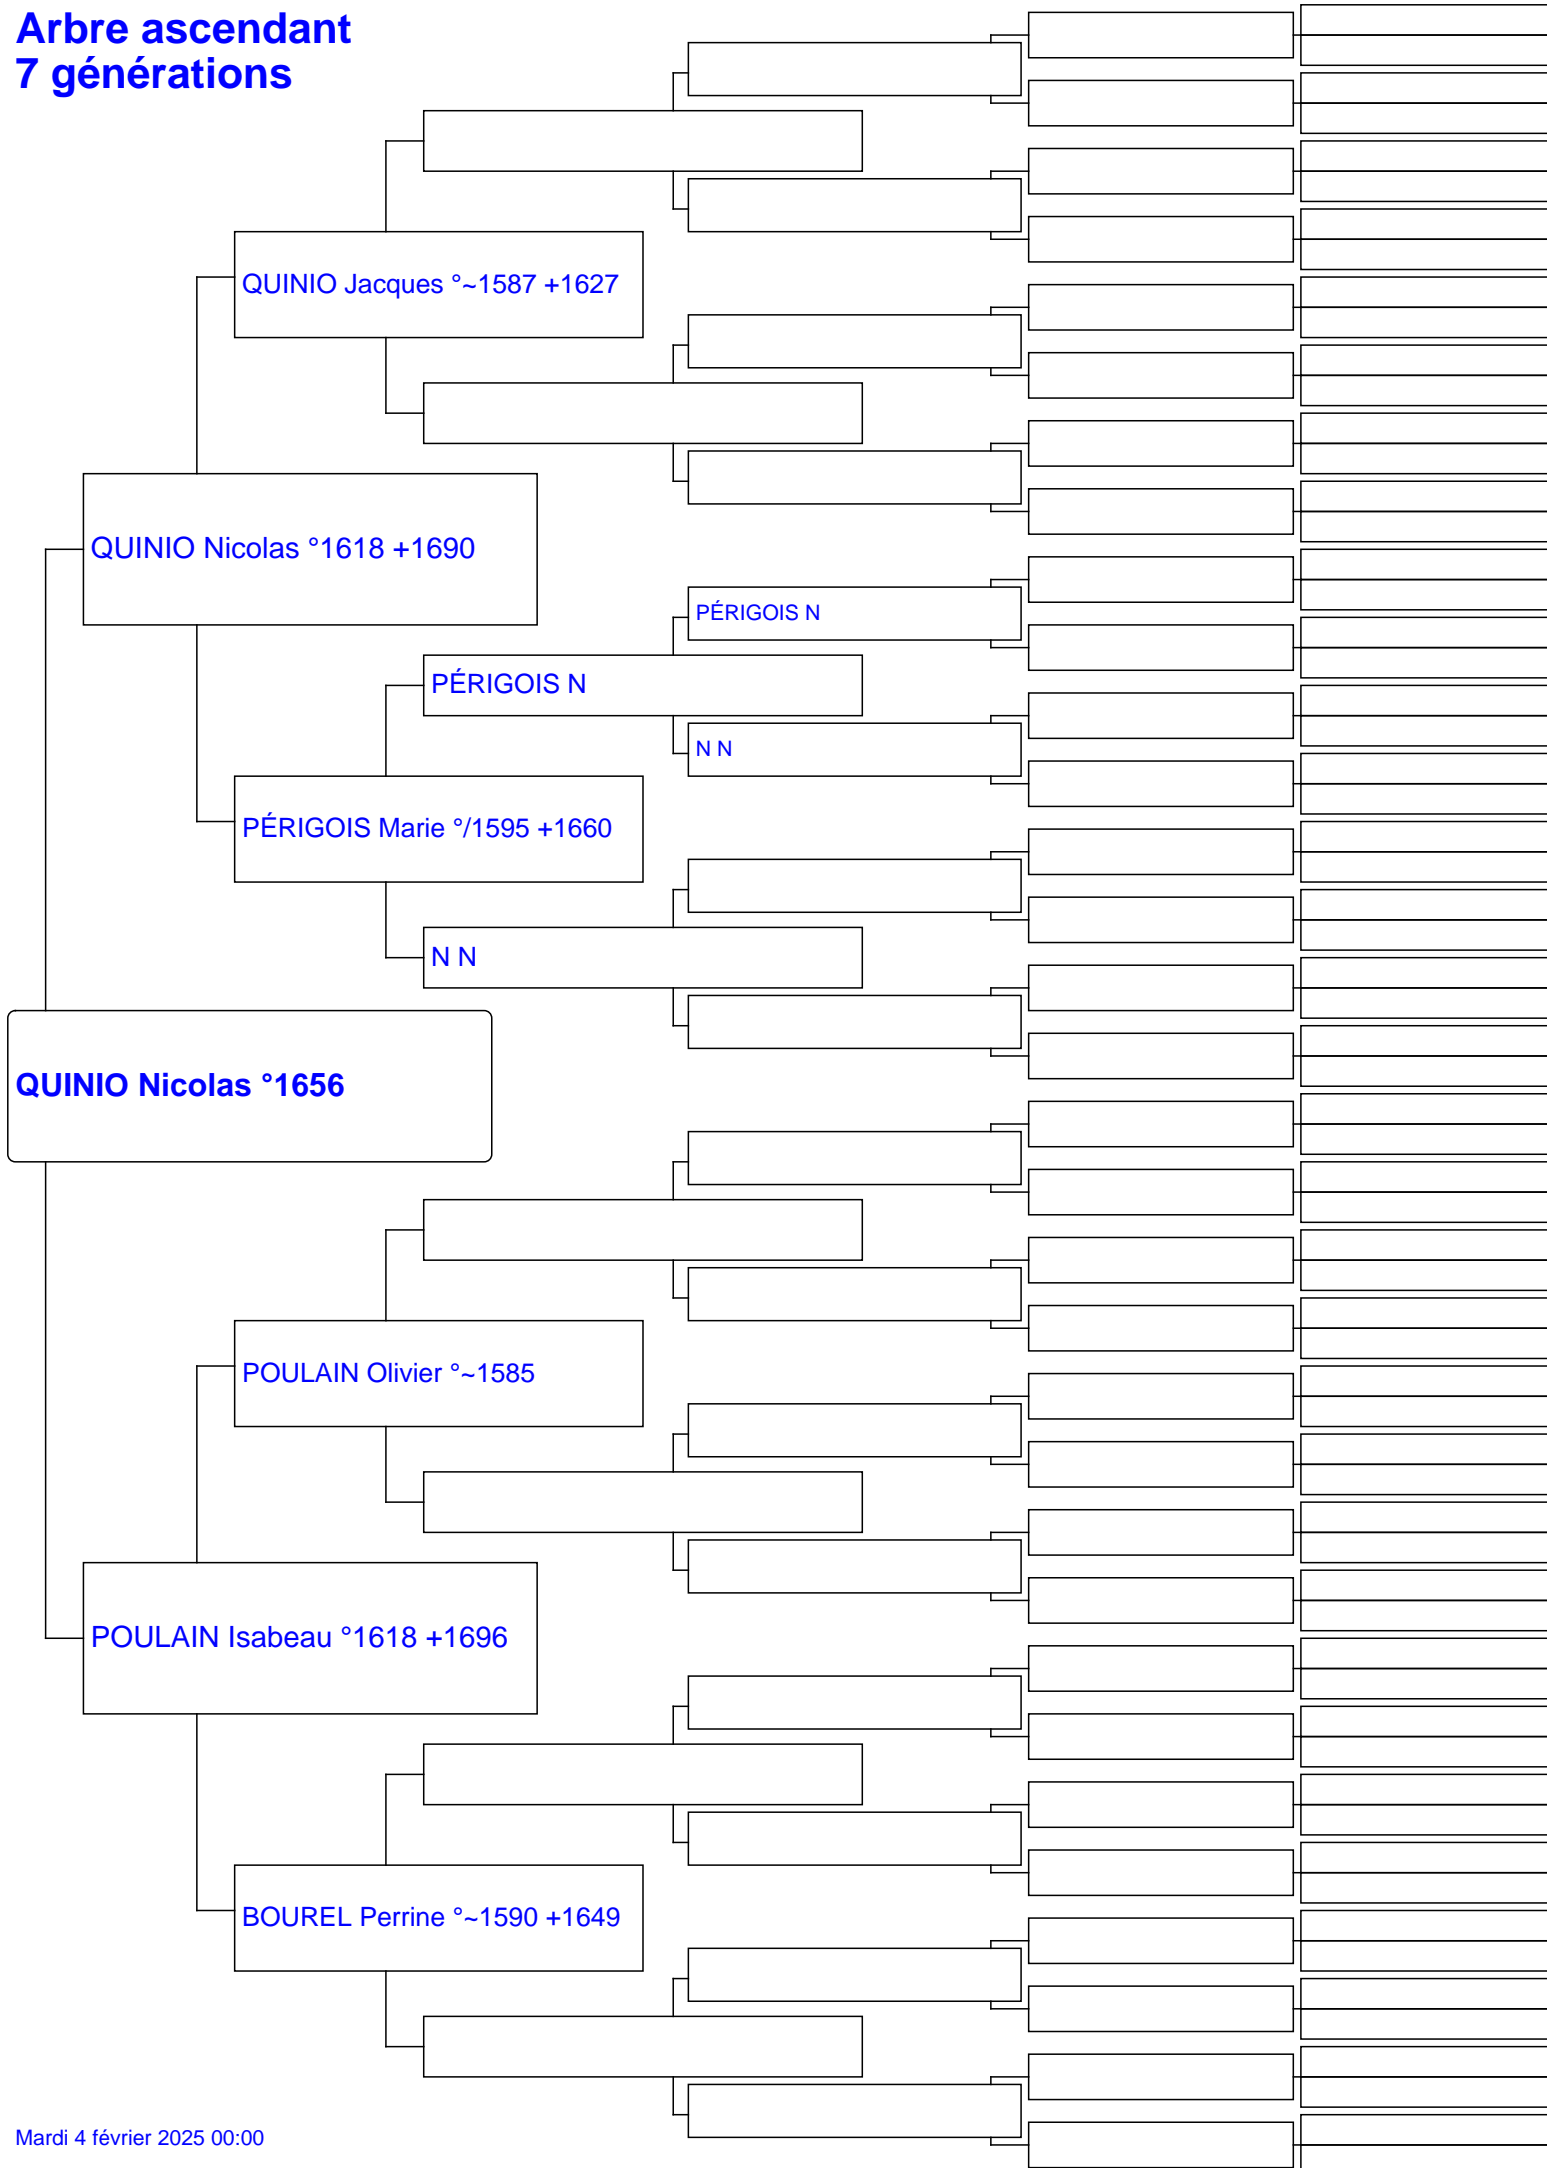 Arbre ascendant
7 générations
QUINIO Jacques °~1587 +1627
QUINIO Nicolas °1618 +1690
PÉRIGOIS N
PÉRIGOIS N
N N
PÉRIGOIS Marie °/1595 +1660
N N
QUINIO Nicolas °1656
POULAIN Olivier °~1585
POULAIN Isabeau °1618 +1696
BOUREL Perrine °~1590 +1649
Mardi 4 février 2025 00:00